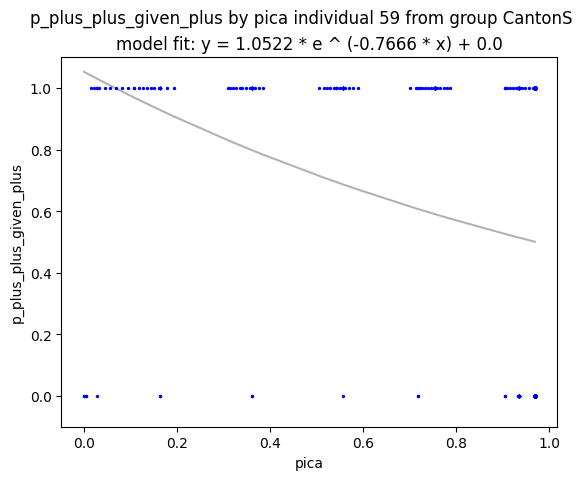 p_plus_plus_given_plus by pica individual 59 from group CantonS
model fit: y = 1.0522 * e ^ (-0.7666 * x) + 0.0
1.0
0.8
0.6
0.4
0.2
0.0
p_plus_plus_given_plus
0.0 0.2 0.4 0.6 0.8 1.0
pica